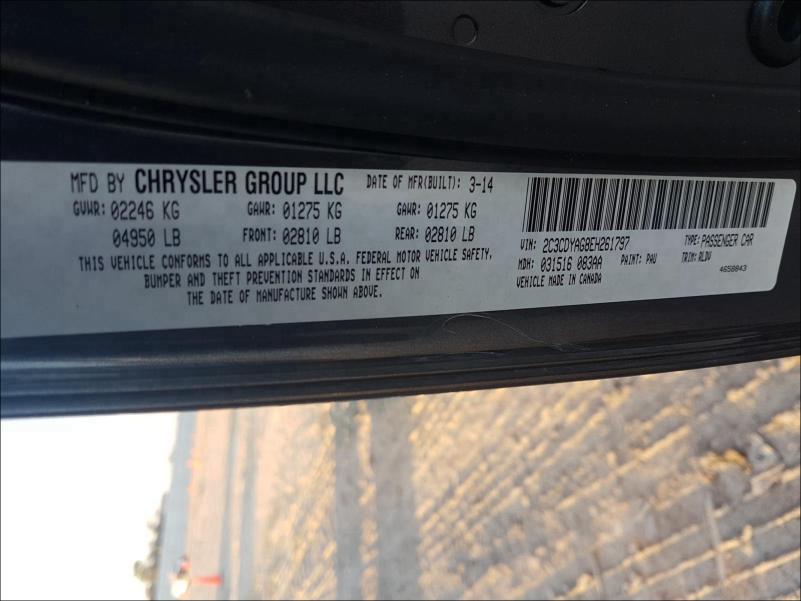 MFD BY CHRYSLER GROUP LLC DATE OF MFR(BUILT): 3-14
GVWR: 02246 KG GAWR: 01275 KG GAWR: 01275 KG
04950 LB FRONT: 02810 LB REAR: 02810 LB
THIS VEHICLE CONFORMS TO ALL APPLICABLE U.S.A. FEDERAL MOTOR VEHICLE SAFETY,
BUMPER AND THEFT PREVENTION STANDARDS IN EFFECT ON
THE DATE OF MANUFACTURE SHOWN ABOVE.
VIN: 2C3CDYAG8EH261797 TYPE: PASSENGER CAR
MDH: 031516 083AA PAINT: PAU TRIM: RLDV
VEHICLE MADE IN CANADA 4658843